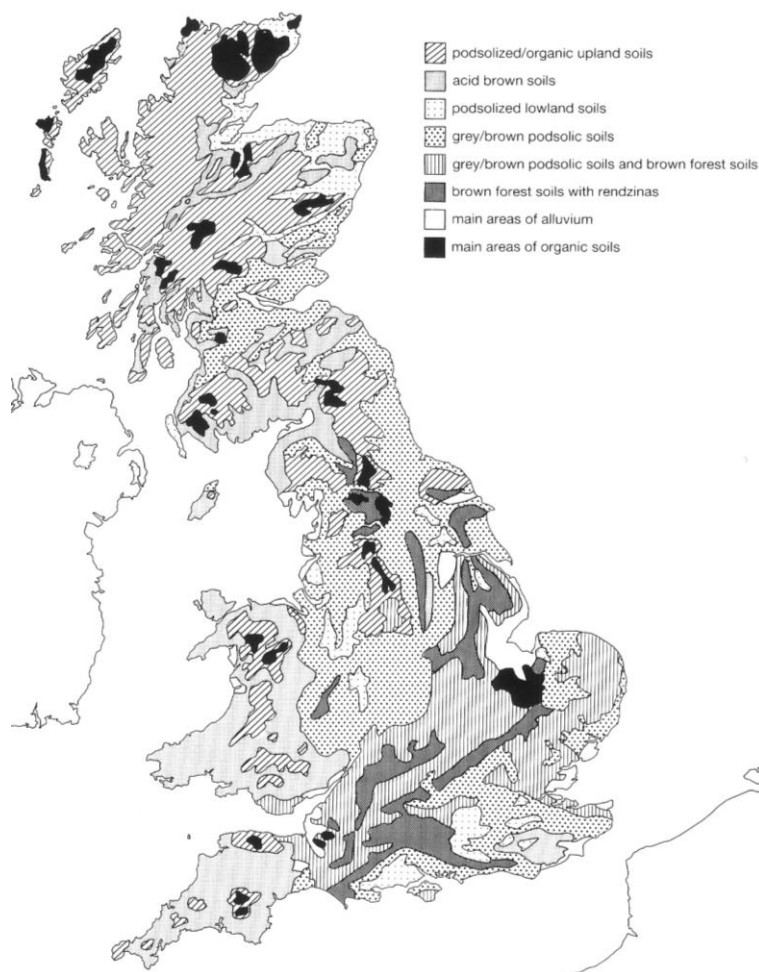 podsolized/organic upland soils
acid brown soils
podsolized lowland soils
grey/brown podsolic soils
grey/brown podsolic soils and brown forest soils
brown forest soils with rendzinas
main areas of alluvium
main areas of organic soils